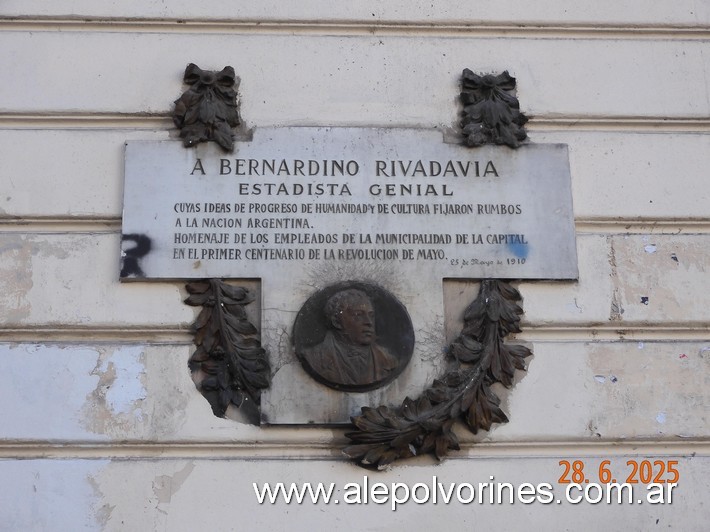 A BERNARDINO RIVADAVIA
ESTADISTA GENIAL
CUYAS IDEAS DE PROGRESO DE HUMANIDAD Y DE CULTURA FIJARON RUMBOS
A LA NACION ARGENTINA.
HOMENAJE DE LOS EMPLEADOS DE LA MUNICIPALIDAD DE LA CAPITAL
EN EL PRIMER CENTENARIO DE LA REVOLUCION DE MAYO.
25 de Mayo de 1910
28. 6. 2025
www.alepolvorines.com.ar